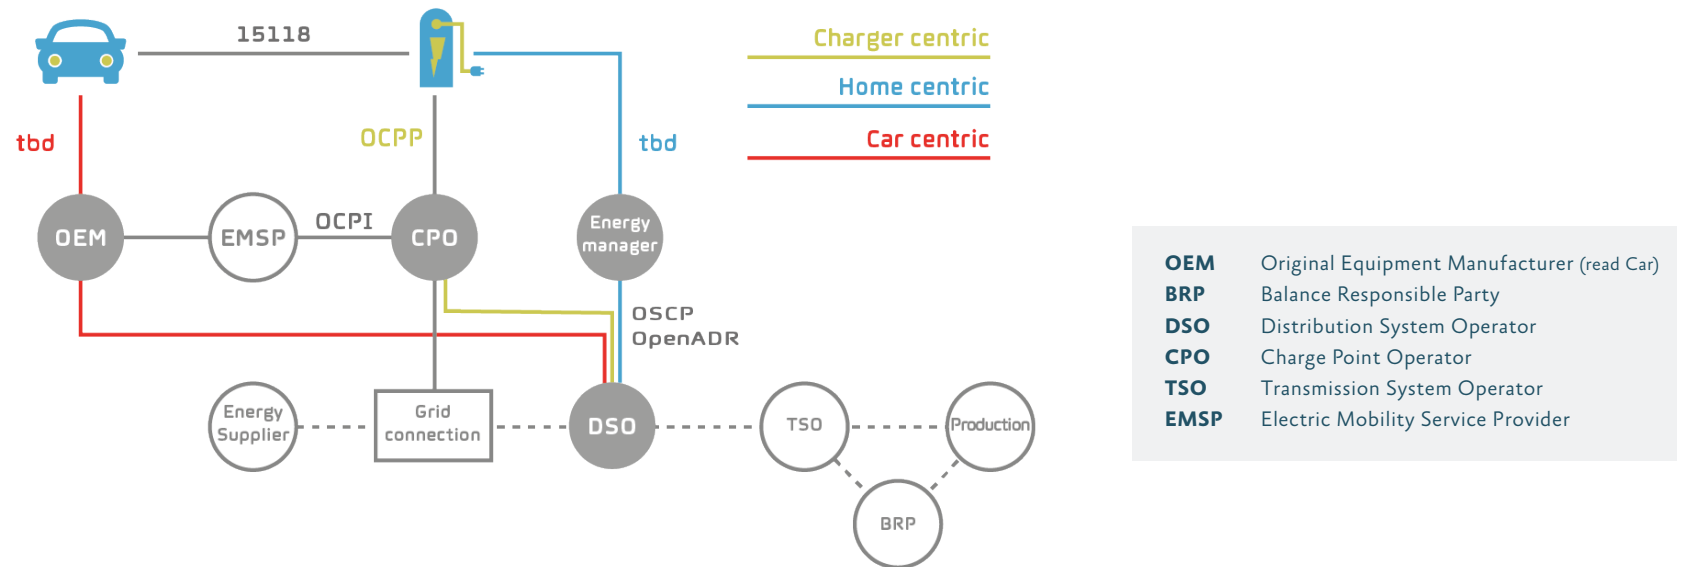 15118
Charger centric
Home centric
Car centric
tbd
OCPP
tbd
OEM
EMSP
OCPI
CPO
Energy
manager
OSCP
OpenADR
Energy
Supplier
Grid
connection
DSO
TSO
Production
BRP
OEM Original Equipment Manufacturer (read Car)
BRP Balance Responsible Party
DSO Distribution System Operator
CPO Charge Point Operator
TSO Transmission System Operator
EMSP Electric Mobility Service Provider